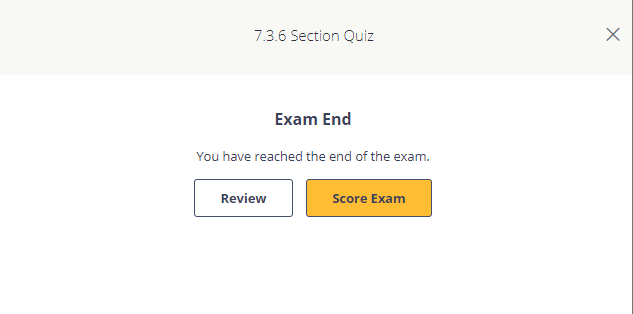 7.3.6 Section Quiz
Exam End
You have reached the end of the exam.
Review
Score Exam